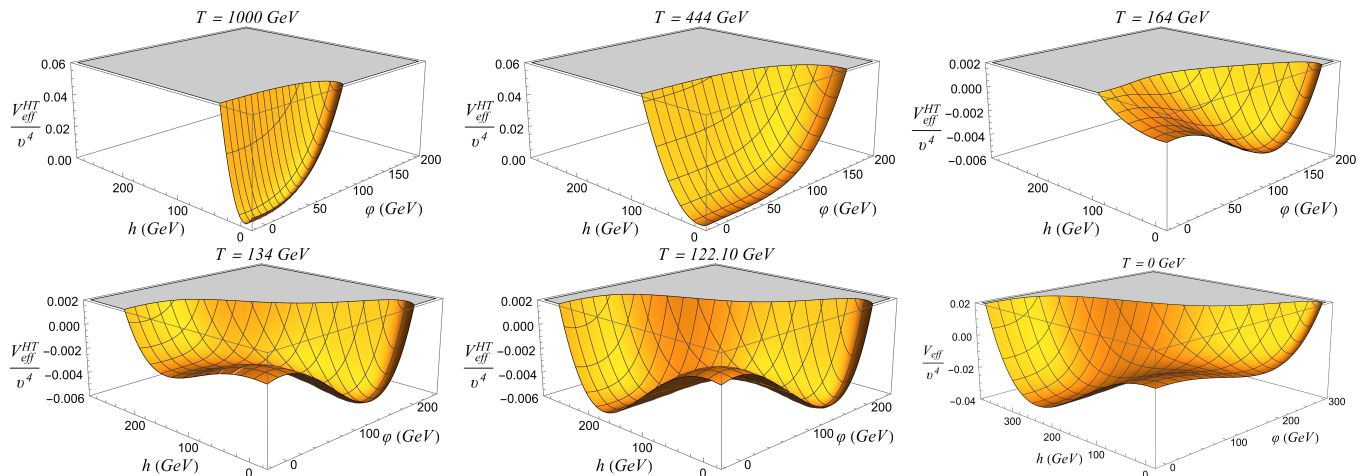 T = 1000 GeV
0.06
0.04
0.02
0.00
V_eff^HT / υ^4
200
100
0
h (GeV)
0
50
100
150
200
φ (GeV)
T = 444 GeV
0.06
0.04
0.02
0.00
V_eff^HT / υ^4
200
100
0
h (GeV)
0
50
100
150
200
φ (GeV)
T = 164 GeV
0.002
0.000
−0.002
−0.004
−0.006
V_eff^HT / υ^4
200
100
0
h (GeV)
0
50
100
150
200
φ (GeV)
T = 134 GeV
0.002
0.000
−0.002
−0.004
−0.006
V_eff^HT / υ^4
200
100
0
h (GeV)
0
100
200
φ (GeV)
T = 122.10 GeV
0.002
0.000
−0.002
−0.004
−0.006
V_eff^HT / υ^4
200
100
0
h (GeV)
0
100
200
φ (GeV)
T = 0 GeV
0.02
0.00
−0.02
−0.04
V_eff / υ^4
300
200
100
0
h (GeV)
0
100
200
300
φ (GeV)